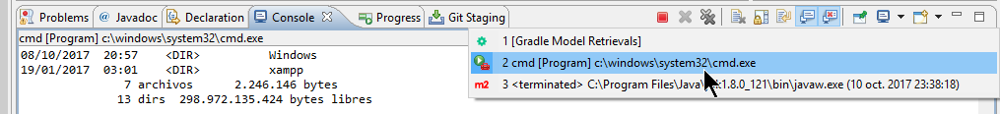 Problems @ Javadoc Declaration Console Progress Git Staging
cmd [Program] c:\windows\system32\cmd.exe
08/10/2017 20:57 <DIR> Windows
19/01/2017 03:01 <DIR> xampp
7 archivos 2.246.146 bytes
13 dirs 298.972.135.424 bytes libres
1 [Gradle Model Retrievals]
2 cmd [Program] c:\windows\system32\cmd.exe
m2 3 <terminated> C:\Program Files\Java\ 1.8.0_121\bin\javaw.exe (10 oct. 2017 23:38:18)